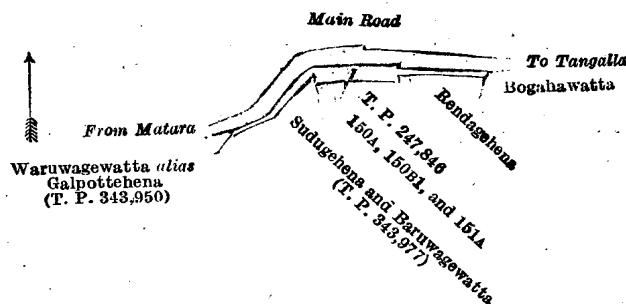 Main Road
To Tangalla
Bogahawatta
From Matara
Waruwagewatta alias
Galpottehena
(T. P. 343,950)
Rendagehena
T. P. 247,846
150A, 150B1, and 151A
Sudugehena and Baruwagewatta
(T. P. 343,977)